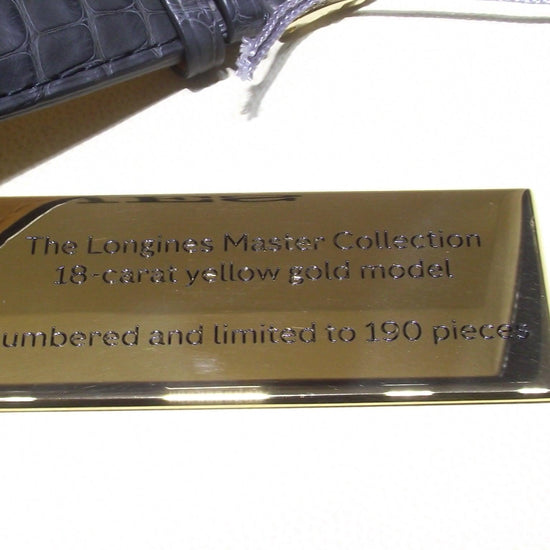 The Longines Master Collection
18-carat yellow gold model
umbered and limited to 190 pieces